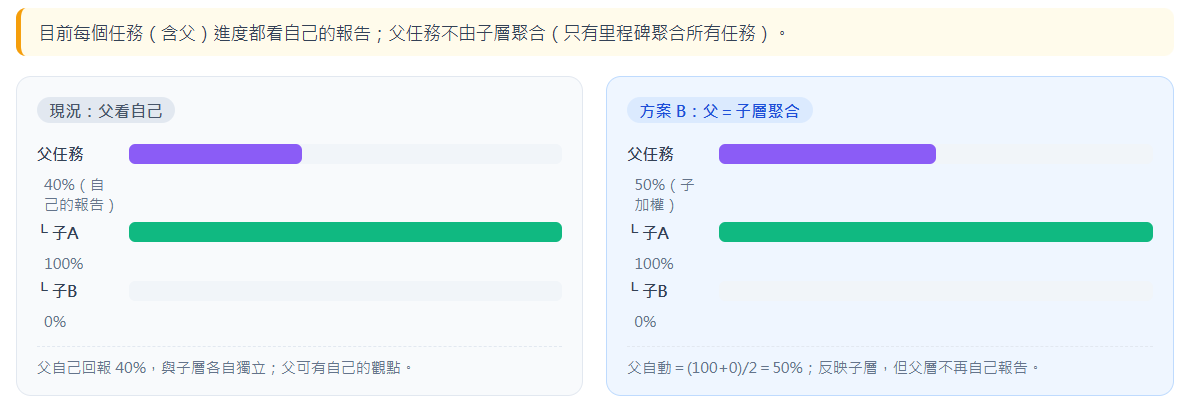 目前每個任務（含父）進度都看自己的報告；父任務不由子層聚合（只有里程碑聚合所有任務）。
現況：父看自己
父任務
40%（自
己的報告）
└ 子A
100%
└ 子B
0%
父自己回報 40%，與子層各自獨立；父可有自己的觀點。
方案 B：父 = 子層聚合
父任務
50%（子
加權）
└ 子A
100%
└ 子B
0%
父自動 = (100+0)/2 = 50%；反映子層，但父層不再自己報告。